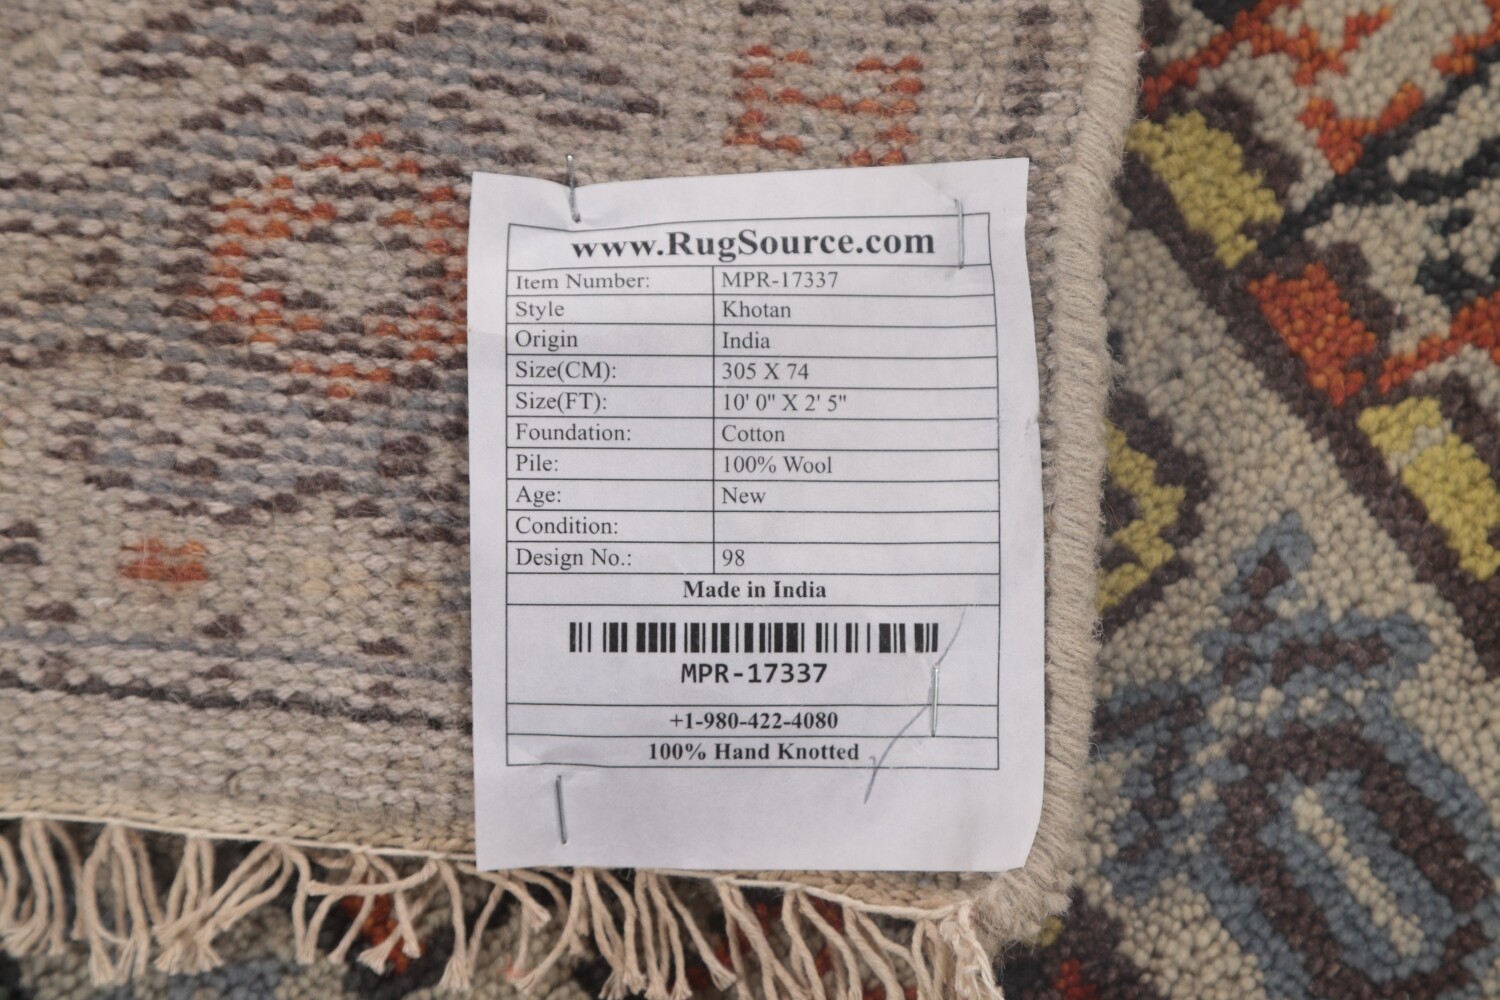 www.RugSource.com
Item Number: MPR-17337
Style Khotan
Origin India
Size(CM): 305 X 74
Size(FT): 10' 0" X 2' 5"
Foundation: Cotton
Pile: 100% Wool
Age: New
Condition:
Design No.: 98
Made in India
MPR-17337
+1-980-422-4080
100% Hand Knotted